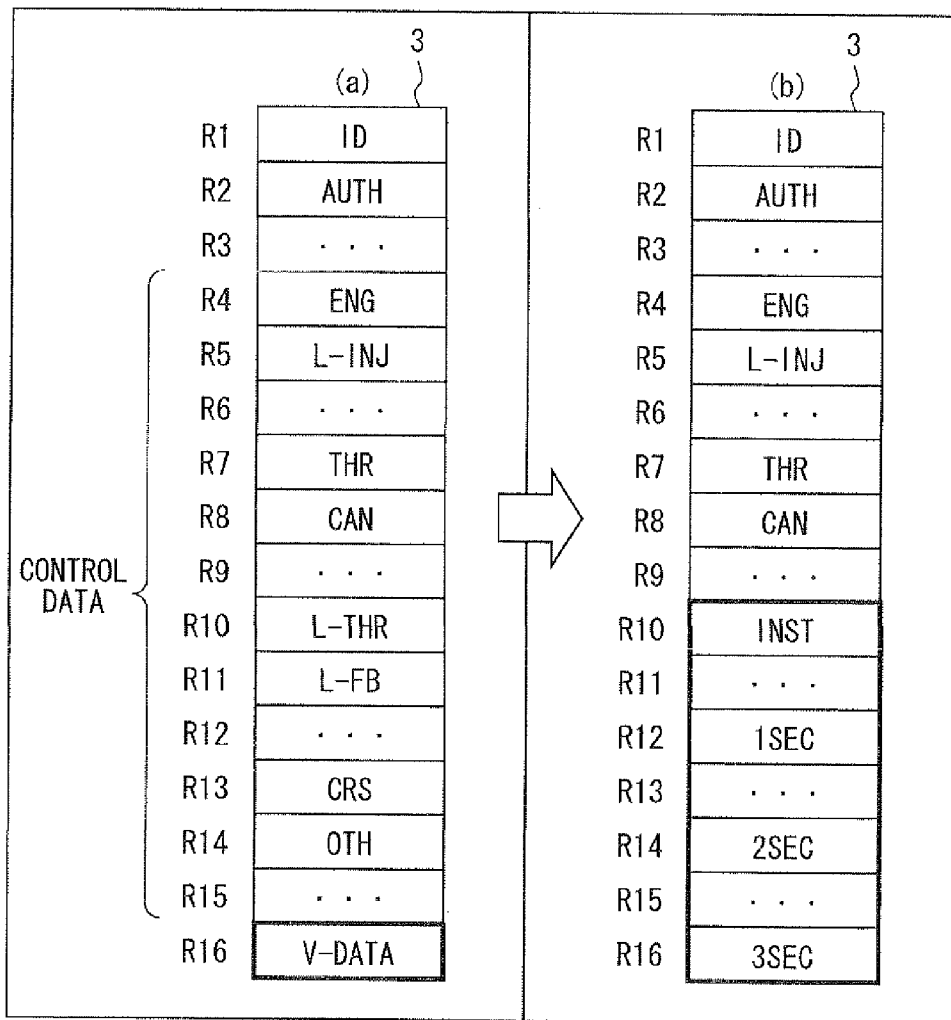 3
(a)
R1 ID
R2 AUTH
R3 . . .
R4 ENG
R5 L-INJ
R6 . . .
R7 THR
R8 CAN
R9 . . .
R10 L-THR
R11 L-FB
R12 . . .
R13 CRS
R14 OTH
R15 . . .
R16 V-DATA
CONTROL
DATA
3
(b)
R1 ID
R2 AUTH
R3 . . .
R4 ENG
R5 L-INJ
R6 . . .
R7 THR
R8 CAN
R9 . . .
R10 INST
R11 . . .
R12 1SEC
R13 . . .
R14 2SEC
R15 . . .
R16 3SEC